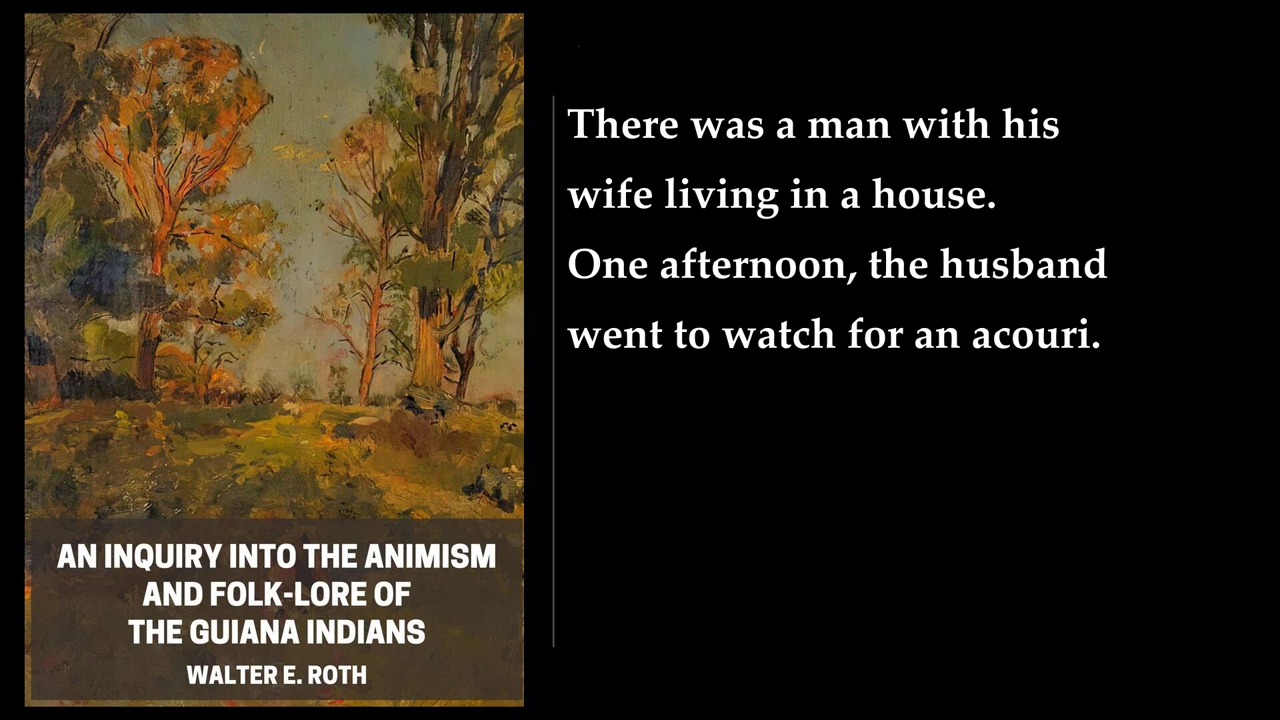 AN INQUIRY INTO THE ANIMISM
AND FOLK-LORE OF
THE GUIANA INDIANS
WALTER E. ROTH
There was a man with his
wife living in a house.
One afternoon, the husband
went to watch for an acouri.